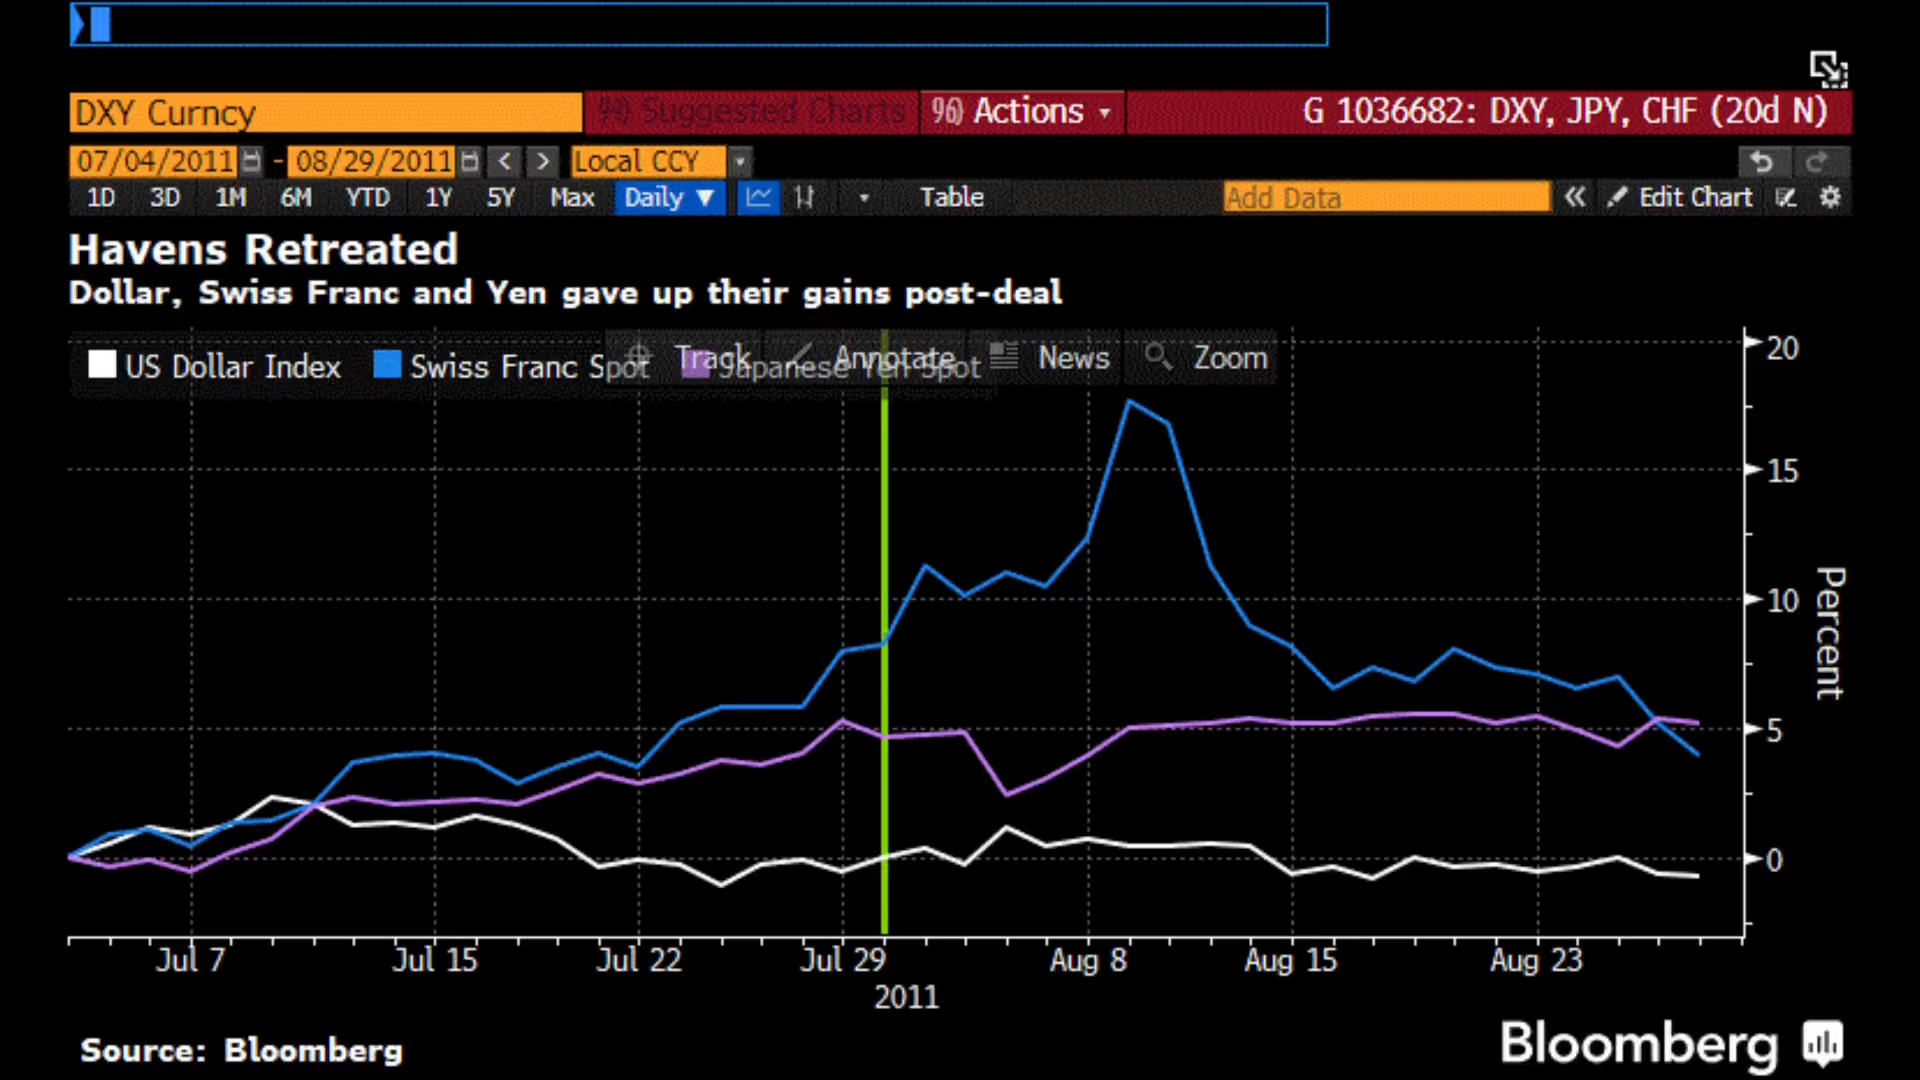 DXY Curncy 96) Suggested Charts 96) Actions G 1036682: DXY, JPY, CHF (20d N)
07/04/2011 - 08/29/2011 < > Local CCY
1D 3D 1M 6M YTD 1Y 5Y Max Daily ▼ Table Add Data « Edit Chart
Havens Retreated
Dollar, Swiss Franc and Yen gave up their gains post-deal
Track Annotate News Zoom
US Dollar Index Swiss Franc Spot Japanese Yen Spot
20
15
10
5
0
Percent
Jul 7 Jul 15 Jul 22 Jul 29 Aug 8 Aug 15 Aug 23
2011
Source: Bloomberg
Bloomberg